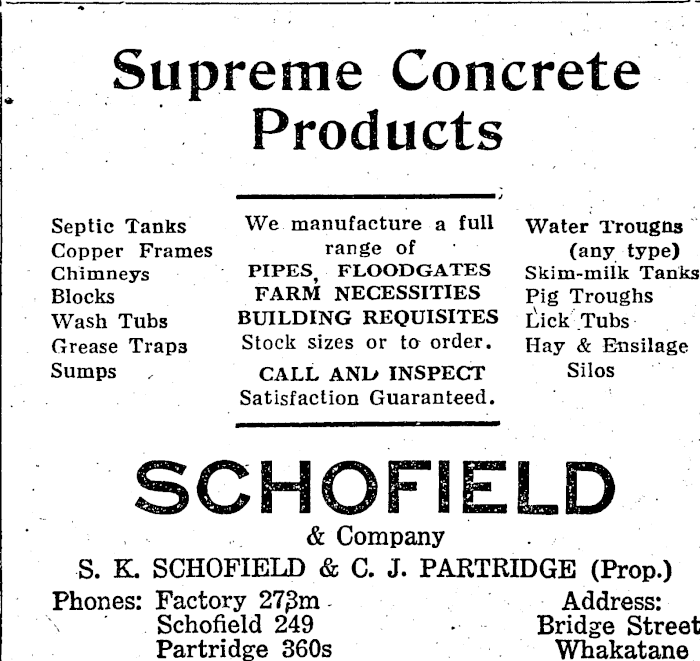 Supreme Concrete
Products
Septic Tanks
Copper Frames
Chimneys
Blocks
Wash Tubs
Grease Traps
Sumps
We manufacture a full
range of
PIPES, FLOODGATES
FARM NECESSITIES
BUILDING REQUISITES
Stock sizes or to order.
CALL AND INSPECT
Satisfaction Guaranteed.
Water Troughs
(any type)
Skim-milk Tanks
Pig Troughs
Lick Tubs
Hay & Ensilage
Silos
SCHOFIELD
& Company
S. K. SCHOFIELD & C. J. PARTRIDGE (Prop.)
Phones: Factory 273m
Schofield 249
Partridge 360s
Address:
Bridge Street
Whakatane